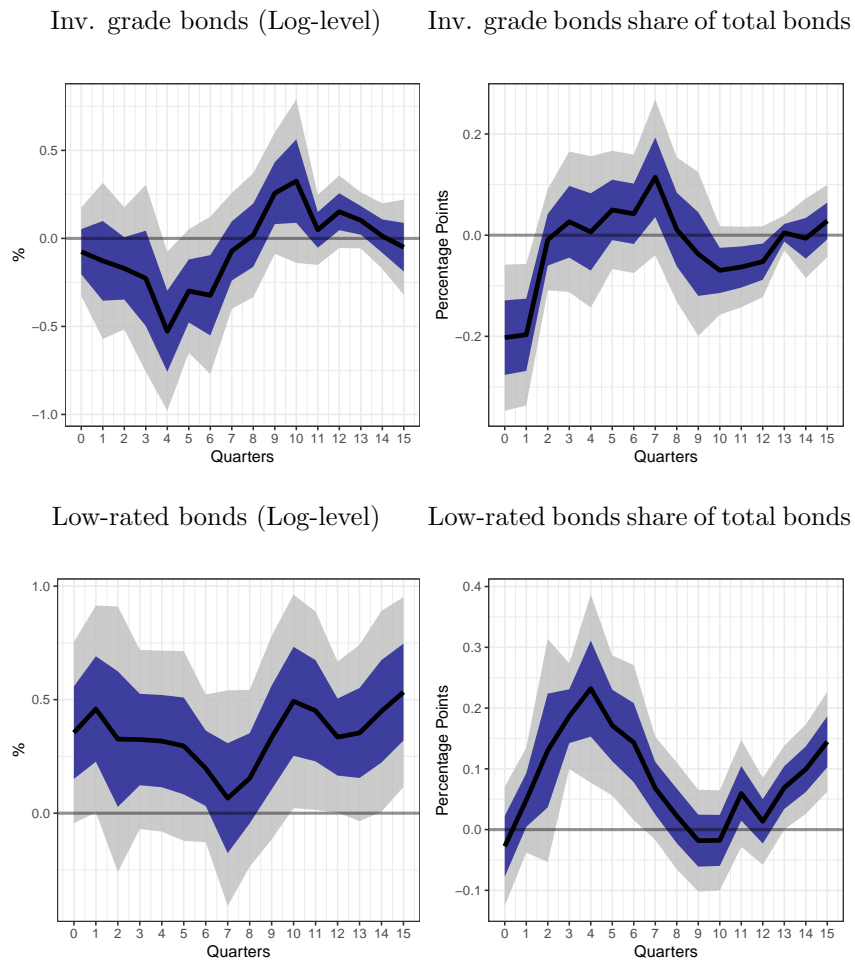 Inv. grade bonds (Log-level)
Inv. grade bonds share of total bonds
%
0.5
0.0
−0.5
−1.0
0 1 2 3 4 5 6 7 8 9 10 11 12 13 14 15
Quarters
Percentage Points
0.2
0.0
−0.2
0 1 2 3 4 5 6 7 8 9 10 11 12 13 14 15
Quarters
Low-rated bonds (Log-level)
Low-rated bonds share of total bonds
%
1.0
0.5
0.0
0 1 2 3 4 5 6 7 8 9 10 11 12 13 14 15
Quarters
Percentage Points
0.4
0.3
0.2
0.1
0.0
−0.1
0 1 2 3 4 5 6 7 8 9 10 11 12 13 14 15
Quarters